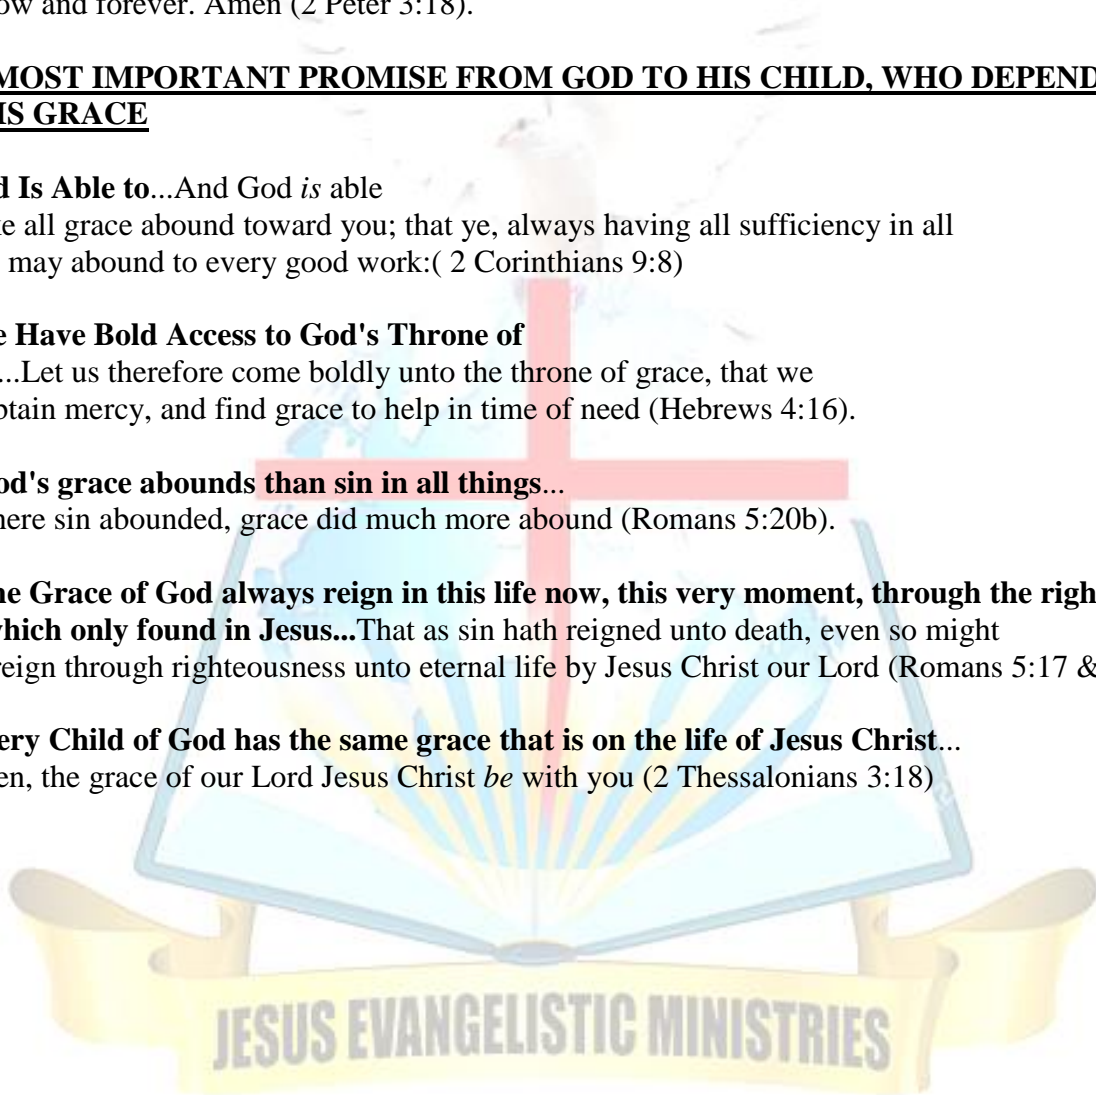 ow and forever. Amen (2 Peter 3:18).
MOST IMPORTANT PROMISE FROM GOD TO HIS CHILD, WHO DEPEND
IS GRACE
d Is Able to...And God is able
ke all grace abound toward you; that ye, always having all sufficiency in all
may abound to every good work:( 2 Corinthians 9:8)
e Have Bold Access to God's Throne of
...Let us therefore come boldly unto the throne of grace, that we
btain mercy, and find grace to help in time of need (Hebrews 4:16).
od's grace abounds than sin in all things...
here sin abounded, grace did much more abound (Romans 5:20b).
he Grace of God always reign in this life now, this very moment, through the righ
which only found in Jesus...That as sin hath reigned unto death, even so might
reign through righteousness unto eternal life by Jesus Christ our Lord (Romans 5:17 &
ery Child of God has the same grace that is on the life of Jesus Christ...
en, the grace of our Lord Jesus Christ be with you (2 Thessalonians 3:18)
JESUS EVANGELISTIC MINISTRIES